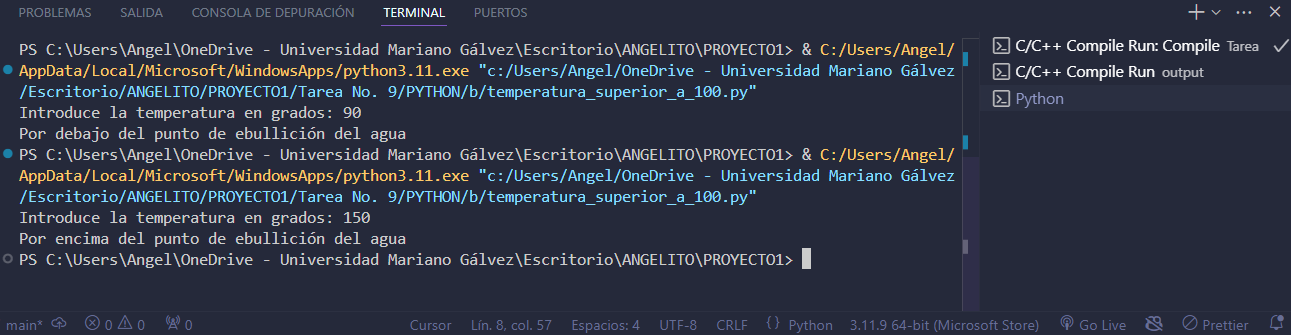 PROBLEMAS SALIDA CONSOLA DE DEPURACIÓN TERMINAL PUERTOS
PS C:\Users\Angel\OneDrive - Universidad Mariano Gálvez\Escritorio\ANGELITO\PROYECTO1> & C:/Users/Angel/
AppData/Local/Microsoft/WindowsApps/python3.11.exe "c:/Users/Angel/OneDrive - Universidad Mariano Gálvez
/Escritorio/ANGELITO/PROYECTO1/Tarea No. 9/PYTHON/b/temperatura_superior_a_100.py"
Introduce la temperatura en grados: 90
Por debajo del punto de ebullición del agua
PS C:\Users\Angel\OneDrive - Universidad Mariano Gálvez\Escritorio\ANGELITO\PROYECTO1> & C:/Users/Angel/
AppData/Local/Microsoft/WindowsApps/python3.11.exe "c:/Users/Angel/OneDrive - Universidad Mariano Gálvez
/Escritorio/ANGELITO/PROYECTO1/Tarea No. 9/PYTHON/b/temperatura_superior_a_100.py"
Introduce la temperatura en grados: 150
Por encima del punto de ebullición del agua
PS C:\Users\Angel\OneDrive - Universidad Mariano Gálvez\Escritorio\ANGELITO\PROYECTO1>
C/C++ Compile Run: Compile Tarea
C/C++ Compile Run output
Python
main* 0 0 0 Cursor Lín. 8, col. 57 Espacios: 4 UTF-8 CRLF {} Python 3.11.9 64-bit (Microsoft Store) Go Live Prettier